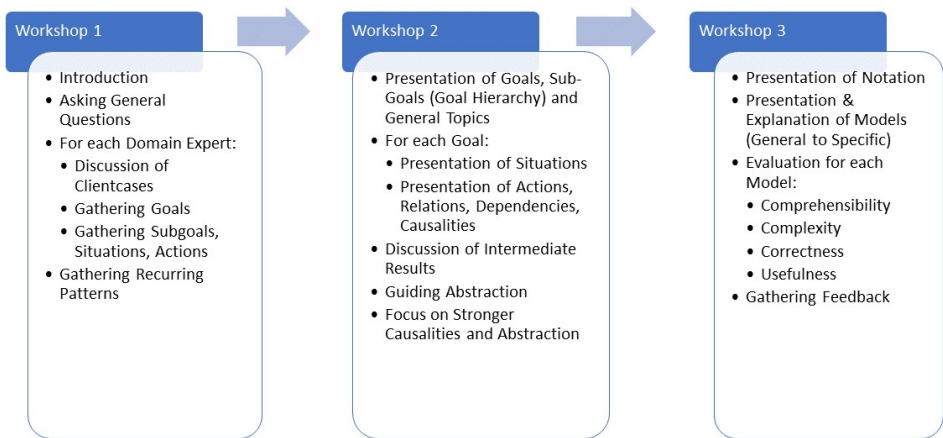 Workshop 1
• Introduction
• Asking General
Questions
• For each Domain Expert:
• Discussion of
Clientcases
• Gathering Goals
• Gathering Subgoals,
Situations, Actions
• Gathering Recurring
Patterns
Workshop 2
• Presentation of Goals, Sub-
Goals (Goal Hierarchy) and
General Topics
• For each Goal:
• Presentation of Situations
• Presentation of Actions,
Relations, Dependencies,
Causalities
• Discussion of Intermediate
Results
• Guiding Abstraction
• Focus on Stronger
Causalities and Abstraction
Workshop 3
• Presentation of Notation
• Presentation &
Explanation of Models
(General to Specific)
• Evaluation for each
Model:
• Comprehensibility
• Complexity
• Correctness
• Usefulness
• Gathering Feedback